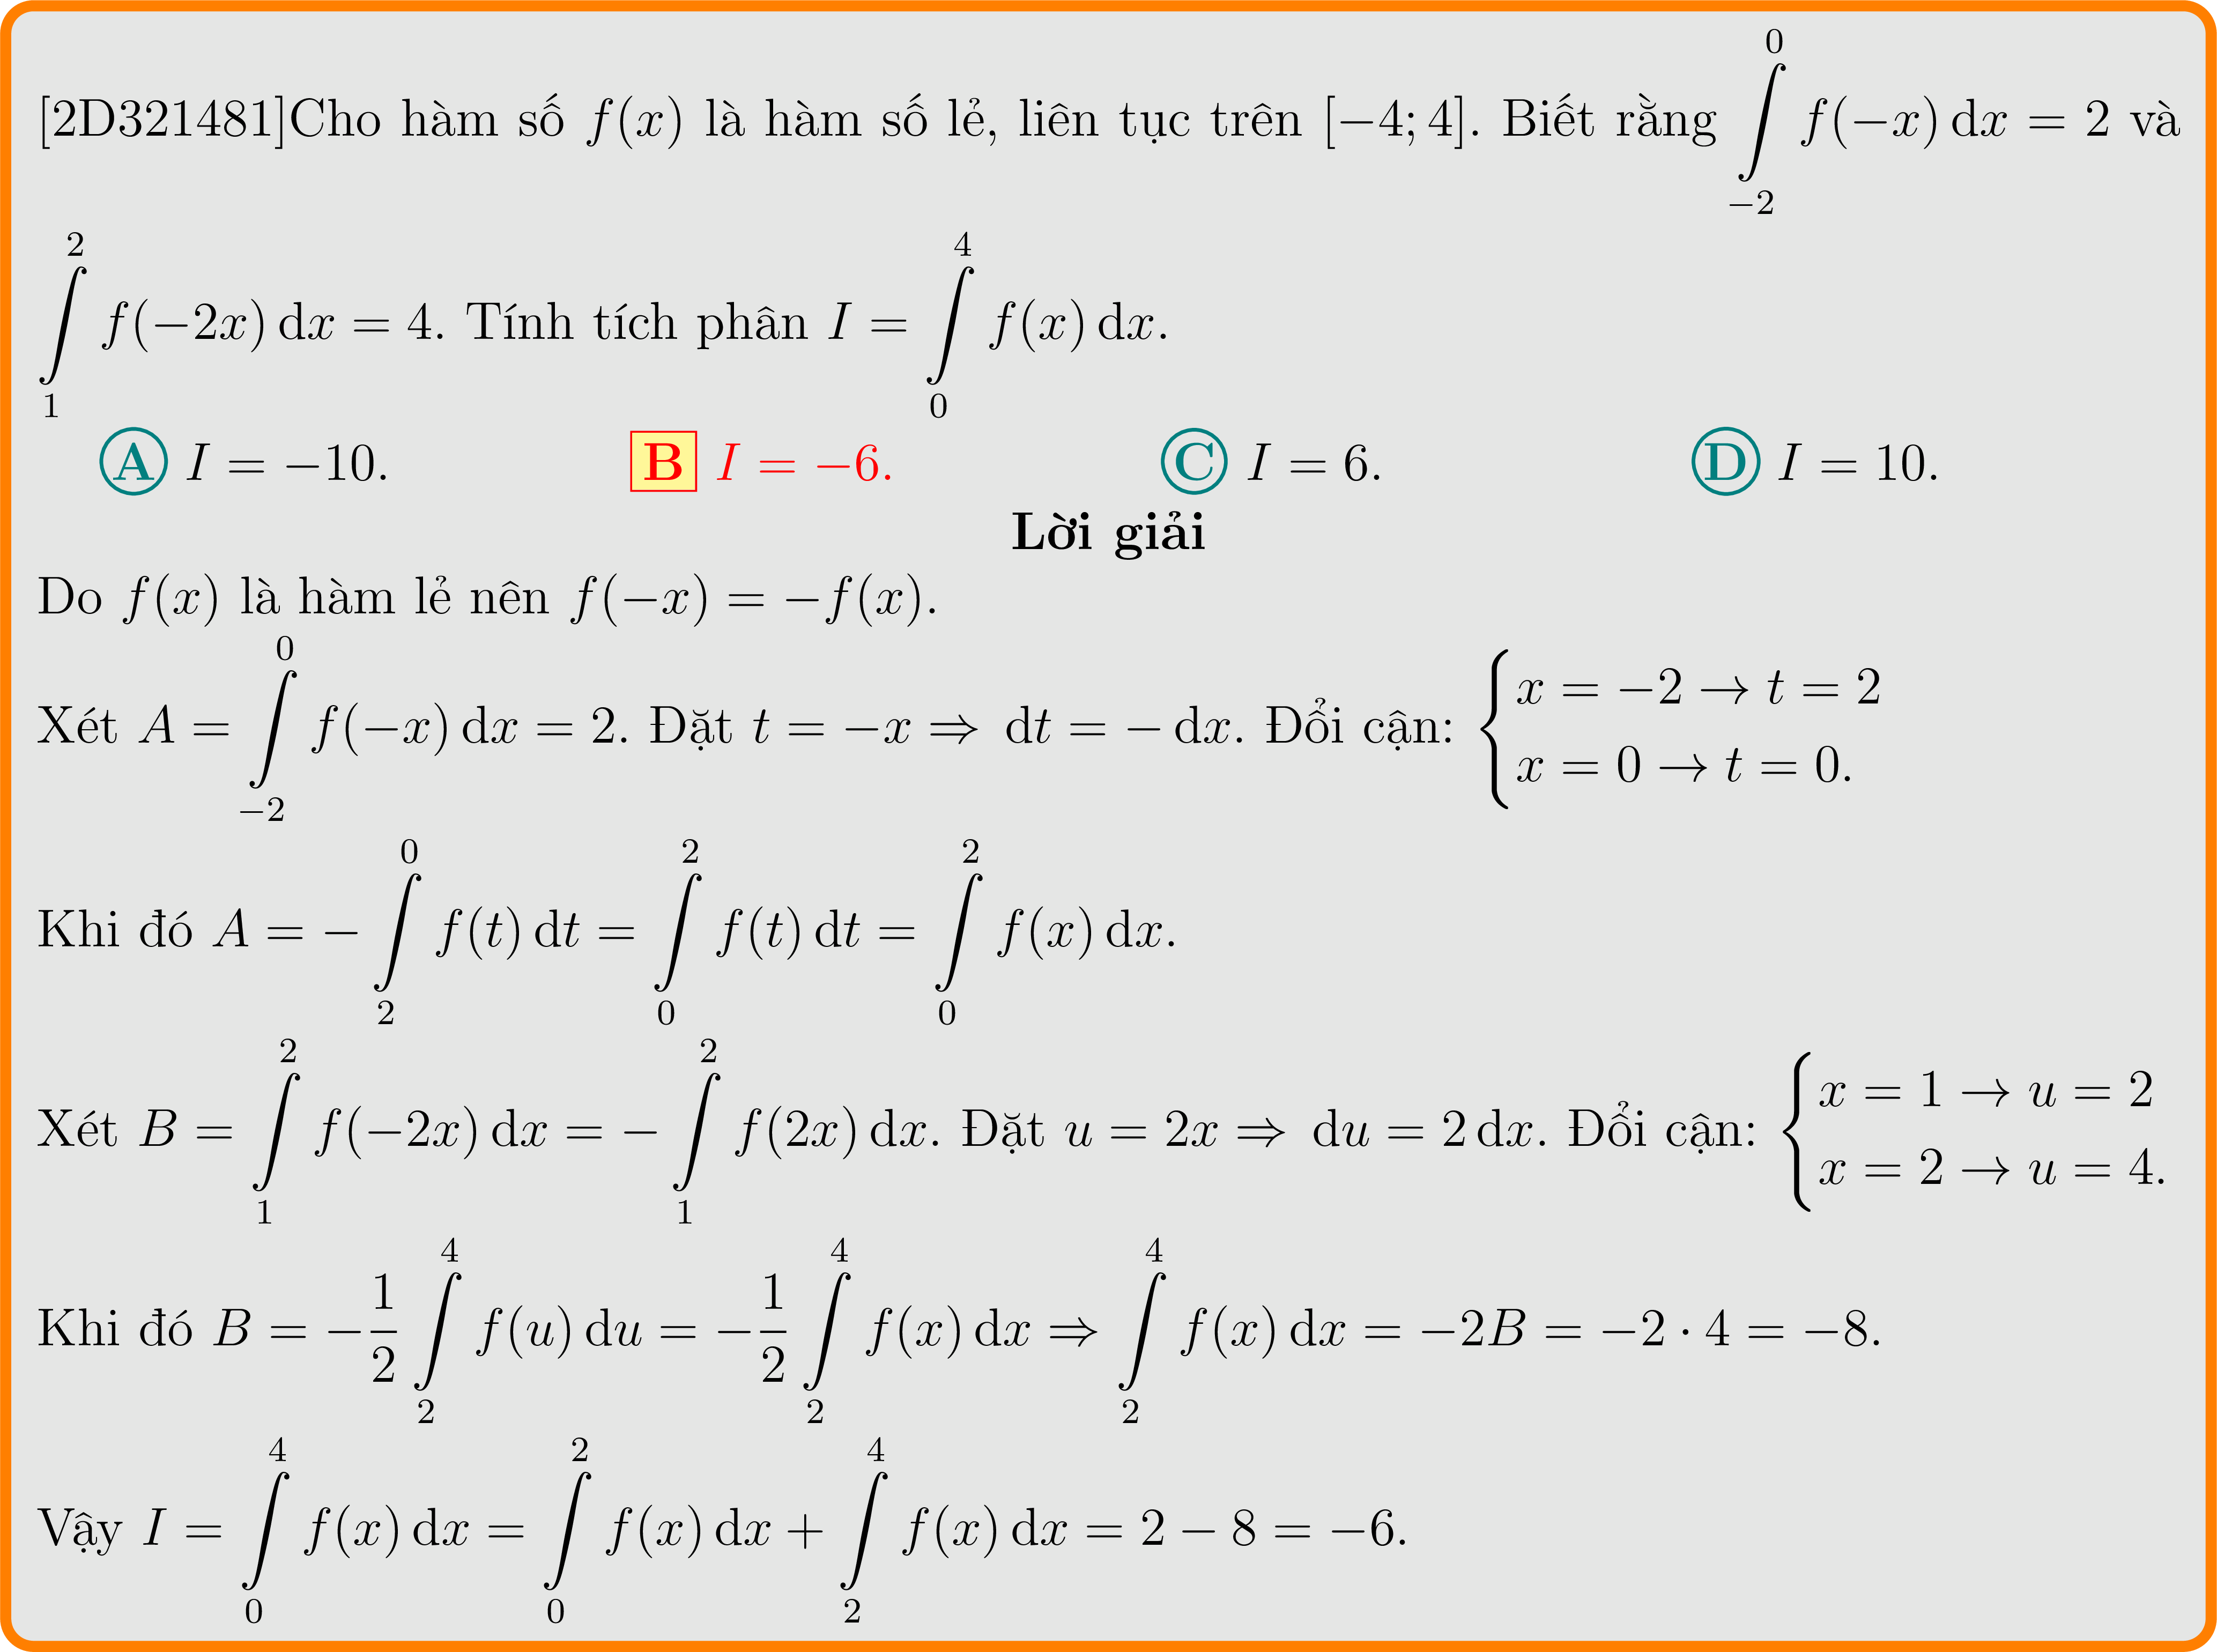 [2D321481]Cho hàm số $f(x)$ là hàm số lẻ, liên tục trên $[-4; 4]$. Biết rằng $\int\limits_{-2}^{0} f(-x)\,\mathrm{d}x = 2$ và
$\int\limits_{1}^{2} f(-2x)\,\mathrm{d}x = 4$. Tính tích phân $I = \int\limits_{0}^{4} f(x)\,\mathrm{d}x$.
A $I = -10$. B $I = -6$. C $I = 6$. D $I = 10$.
Lời giải
Do $f(x)$ là hàm lẻ nên $f(-x) = -f(x)$.
Xét $A = \int\limits_{-2}^{0} f(-x)\,\mathrm{d}x = 2$. Đặt $t = -x \Rightarrow \mathrm{d}t = -\,\mathrm{d}x$. Đổi cận: $\begin{cases} x = -2 \to t = 2 \\ x = 0 \to t = 0. \end{cases}$
Khi đó $A = -\int\limits_{2}^{0} f(t)\,\mathrm{d}t = \int\limits_{0}^{2} f(t)\,\mathrm{d}t = \int\limits_{0}^{2} f(x)\,\mathrm{d}x$.
Xét $B = \int\limits_{1}^{2} f(-2x)\,\mathrm{d}x = -\int\limits_{1}^{2} f(2x)\,\mathrm{d}x$. Đặt $u = 2x \Rightarrow \mathrm{d}u = 2\,\mathrm{d}x$. Đổi cận: $\begin{cases} x = 1 \to u = 2 \\ x = 2 \to u = 4. \end{cases}$
Khi đó $B = -\dfrac{1}{2}\int\limits_{2}^{4} f(u)\,\mathrm{d}u = -\dfrac{1}{2}\int\limits_{2}^{4} f(x)\,\mathrm{d}x \Rightarrow \int\limits_{2}^{4} f(x)\,\mathrm{d}x = -2B = -2 \cdot 4 = -8$.
Vậy $I = \int\limits_{0}^{4} f(x)\,\mathrm{d}x = \int\limits_{0}^{2} f(x)\,\mathrm{d}x + \int\limits_{2}^{4} f(x)\,\mathrm{d}x = 2 - 8 = -6$.